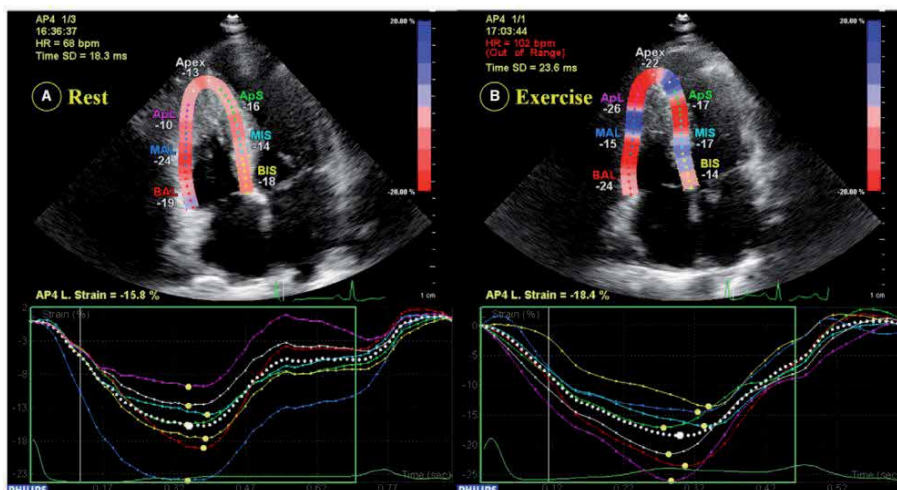 AP4 1/3
16:36:37
HR = 68 bpm
Time SD = 18.3 ms
20.00 %
-20.00 %
A Rest
Apex
-13
ApL
-10
ApS
-16
MAL
-24
MIS
-14
BAL
-19
BIS
-18
1 cm
AP4 L. Strain = -15.8 %
Strain (%)
2
-3
-8
-13
-18
-23
0.17
0.32
0.47
0.62
0.77
Time (sec)
PHILIPS
AP4 1/1
17:03:44
HR = 102 bpm
(Out of Range)
Time SD = 23.6 ms
20.00 %
-20.00 %
B Exercise
Apex
-22
ApL
-26
ApS
-17
MAL
-15
MIS
-17
BAL
-24
BIS
-14
1 cm
AP4 L. Strain = -18.4 %
Strain (%)
0
-5
-10
-15
-20
-25
0.12
0.22
0.32
0.42
0.52
Time (sec)
PHILIPS